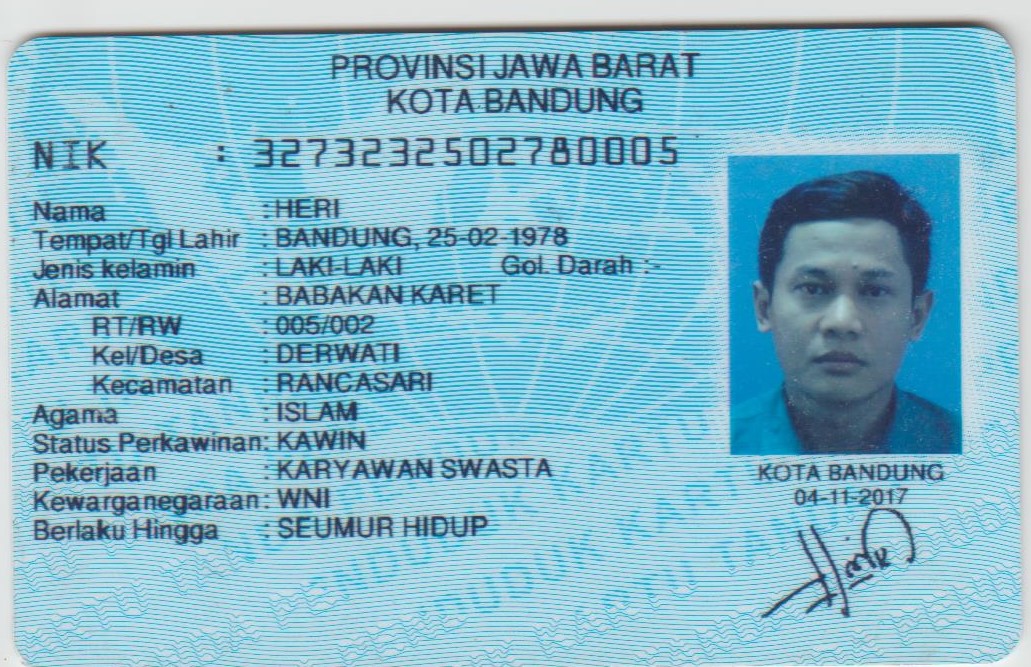 PROVINSI JAWA BARAT
KOTA BANDUNG
NIK : 3273232502780005
Nama : HERI
Tempat/Tgl Lahir : BANDUNG, 25-02-1978
Jenis kelamin : LAKI-LAKI Gol. Darah :-
Alamat : BABAKAN KARET
RT/RW : 005/002
Kel/Desa : DERWATI
Kecamatan : RANCASARI
Agama : ISLAM
Status Perkawinan: KAWIN
Pekerjaan : KARYAWAN SWASTA
Kewarganegaraan: WNI
Berlaku Hingga : SEUMUR HIDUP
KOTA BANDUNG
04-11-2017